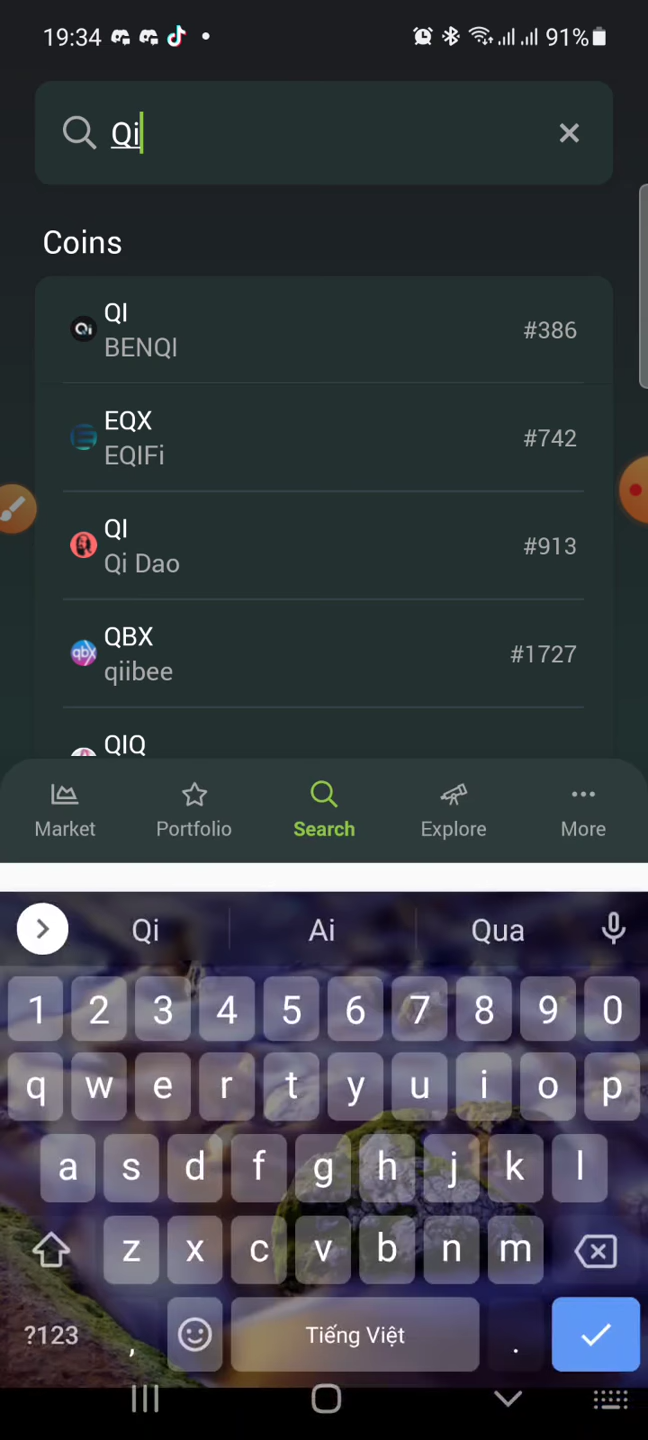 19:34 91%
Qi
Coins
QI
BENQI
#386
EQX
EQIFi
#742
QI
Qi Dao
#913
QBX
qiibee
#1727
QIQ
Market Portfolio Search Explore More
Qi Ai Qua
1 2 3 4 5 6 7 8 9 0
q w e r t y u i o p
a s d f g h j k l
z x c v b n m
?123 , Tiếng Việt .